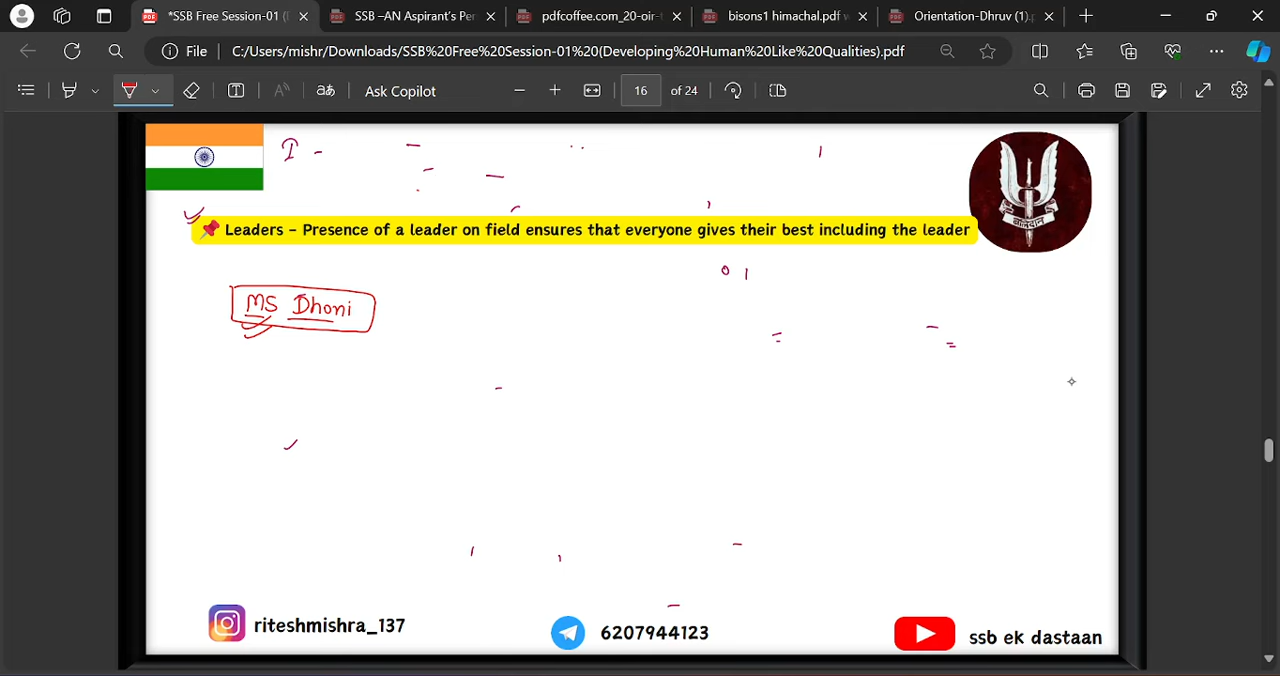 *SSB Free Session-01 (
SSB –AN Aspirant's Per
pdfcoffee.com_20-oir-t
bisons1 himachal.pdf
Orientation-Dhruv (1).p
File
C:/Users/mishr/Downloads/SSB%20Free%20Session-01%20(Developing%20Human%20Like%20Qualities).pdf
Ask Copilot
16 of 24
I -
बलिदान
Leaders - Presence of a leader on field ensures that everyone gives their best including the leader
MS Dhoni
riteshmishra_137
6207944123
ssb ek dastaan